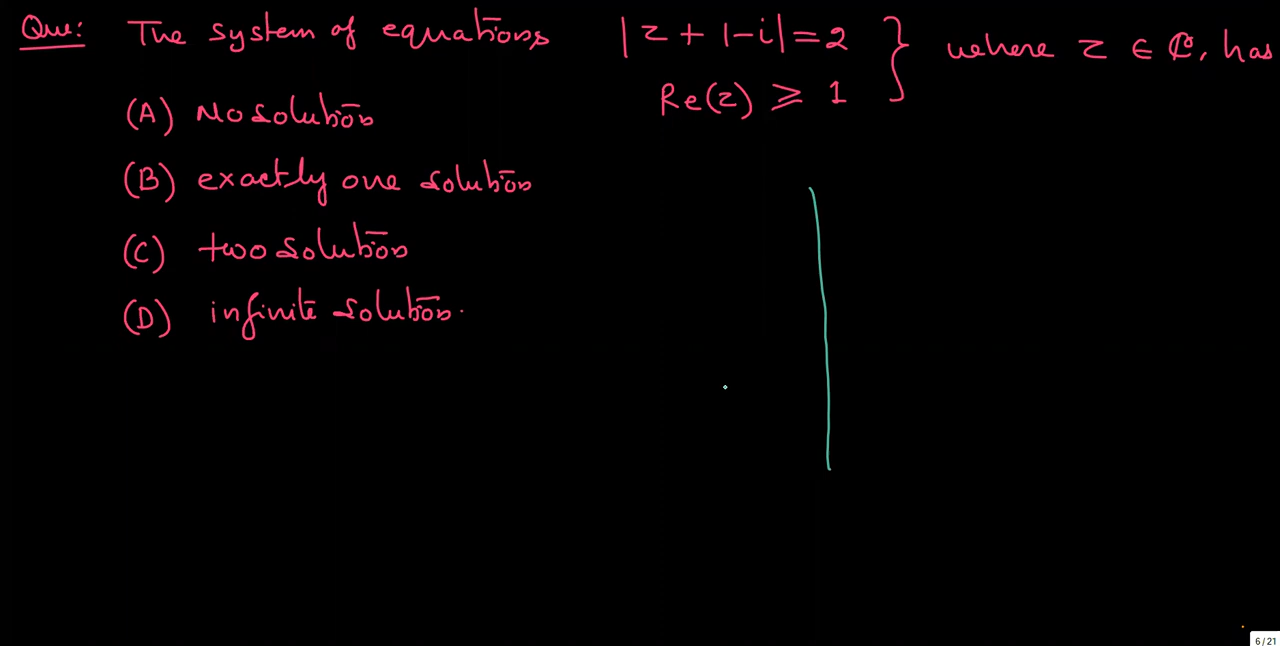 Que: The system of equations |z + 1 - i| = 2 } where z ∈ ℂ, has
Re(z) ⩾ 1
(A) No solution
(B) exactly one solution
(C) two solution
(D) infinite solution.
6 / 21